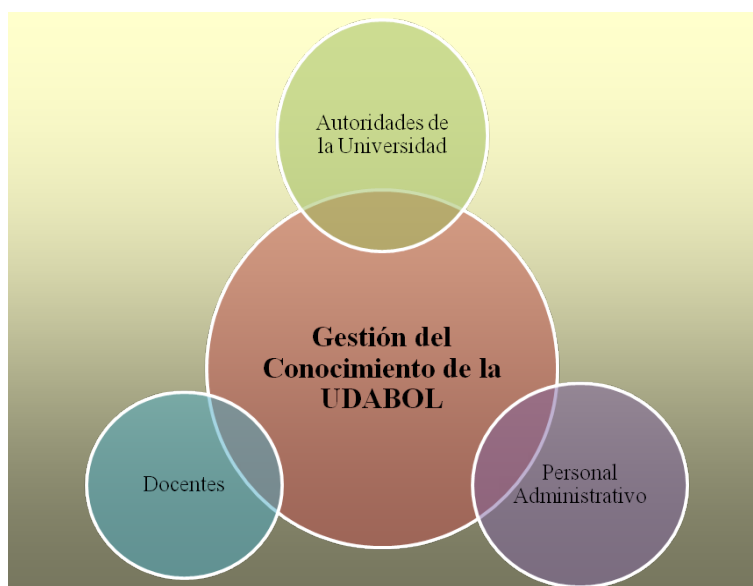 Autoridades de
la Universidad
Gestión del
Conocimiento de la
UDABOL
Docentes
Personal
Administrativo